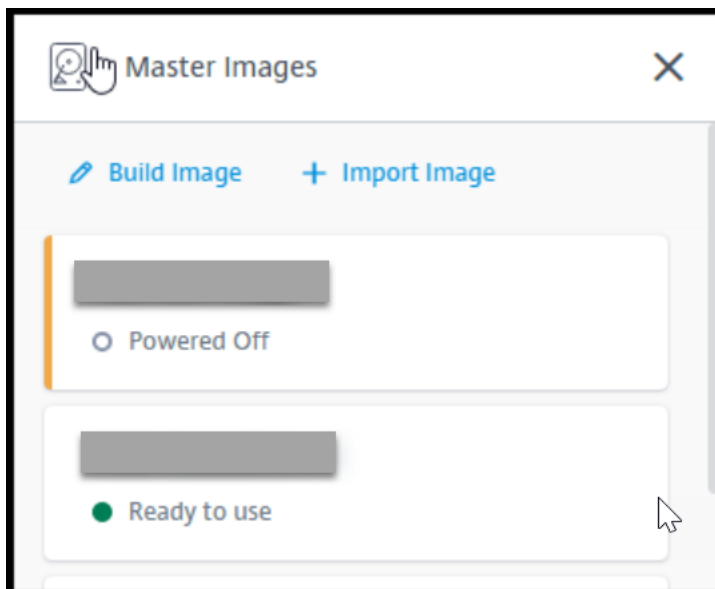 Master Images
Build Image
Import Image
Powered Off
Ready to use